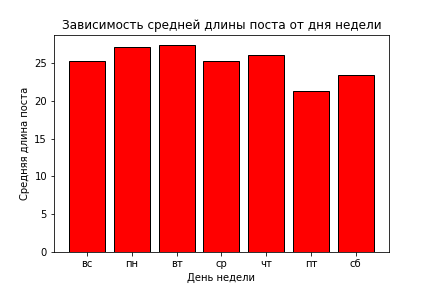 Зависимость средней длины поста от дня недели
Средняя длина поста
25
20
15
10
5
0
вс пн вт ср чт пт сб
День недели